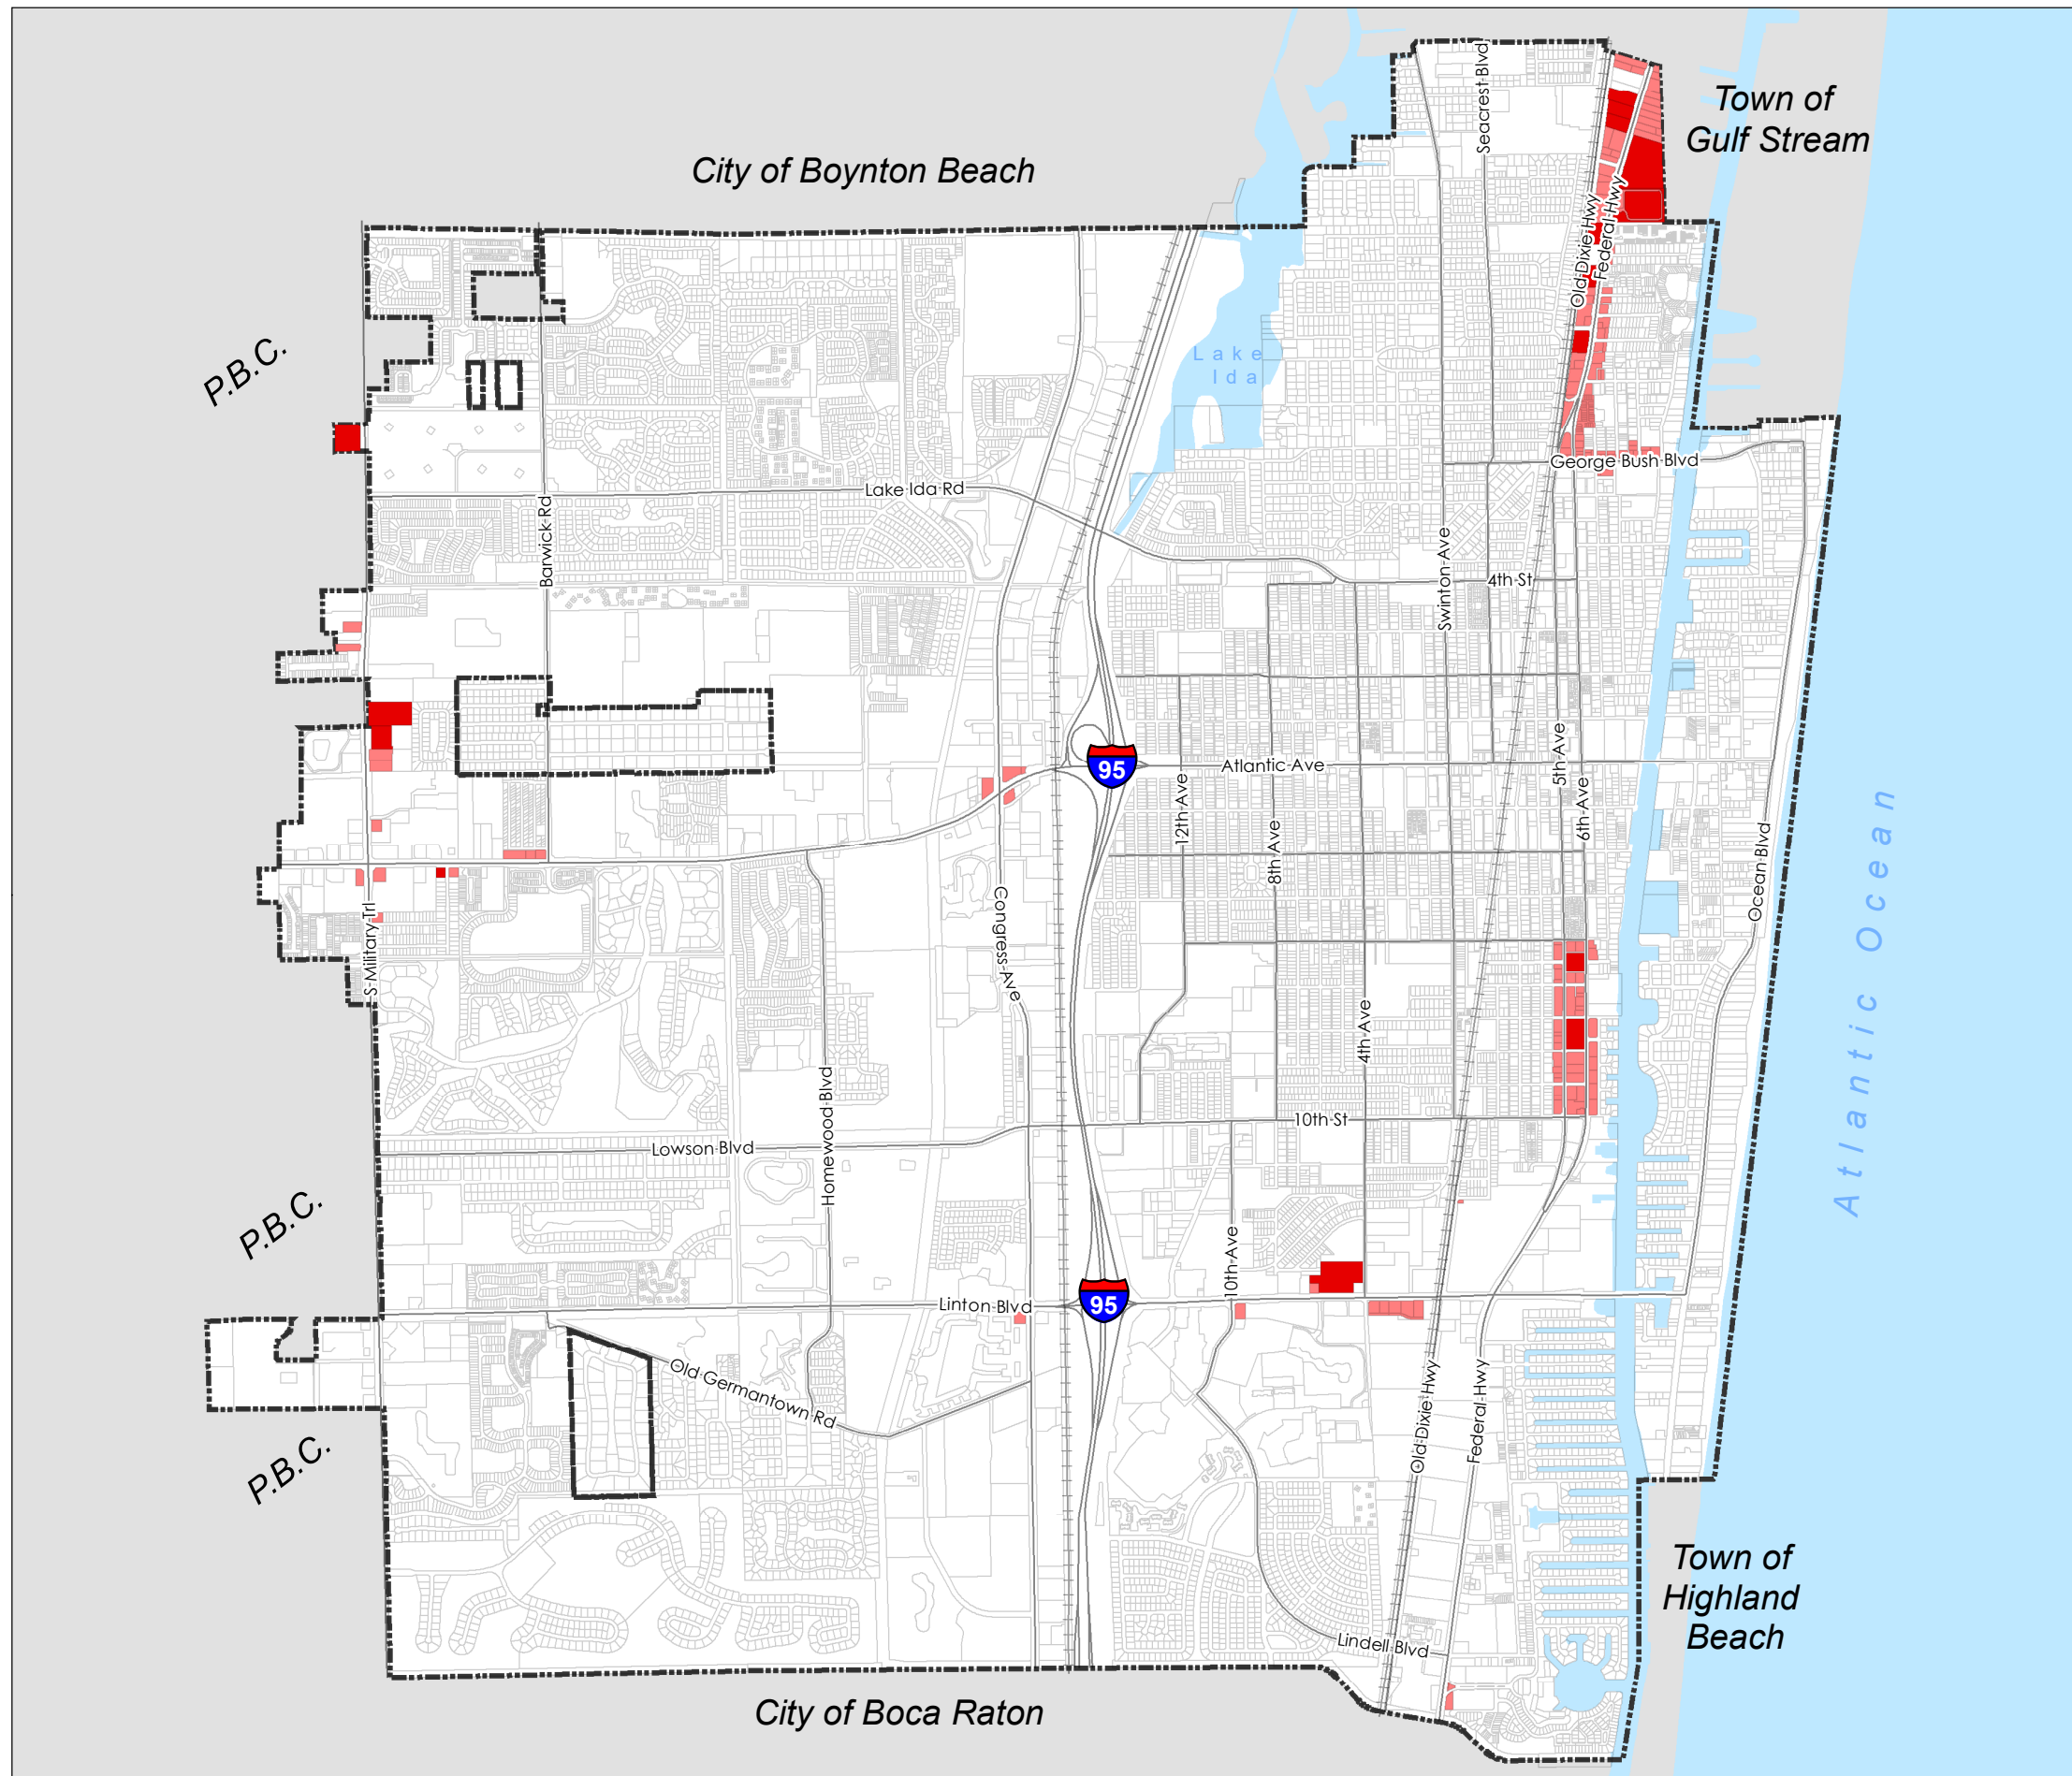 Seacrest Blvd
Town of
Gulf Stream
City of Boynton Beach
Old Dixie Hwy
Federal Hwy
P.B.C.
Lake
Ida
George Bush Blvd
Lake Ida Rd
Barwick Rd
Swinton Ave
4th St
95
Atlantic Ave
5th Ave
6th Ave
12th Ave
8th Ave
Ocean Blvd
Atlantic Ocean
S Military Trl
Congress Ave
4th Ave
Homewood Blvd
10th St
Lowson Blvd
P.B.C.
10th Ave
Linton Blvd
95
Old Germantown Rd
Old Dixie Hwy
Federal Hwy
P.B.C.
Town of
Highland
Beach
Lindell Blvd
City of Boca Raton